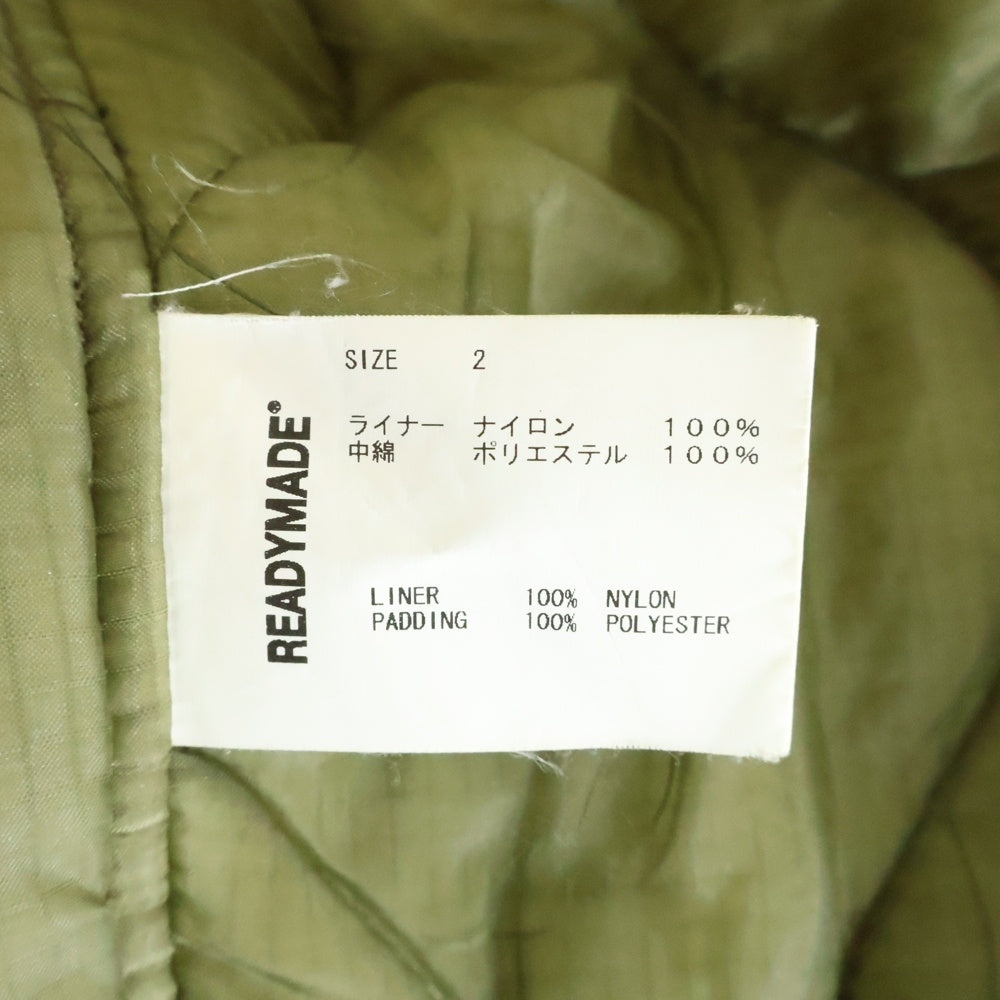 READYMADE®
SIZE 2
ライナー ナイロン 100%
中綿 ポリエステル 100%
LINER 100% NYLON
PADDING 100% POLYESTER